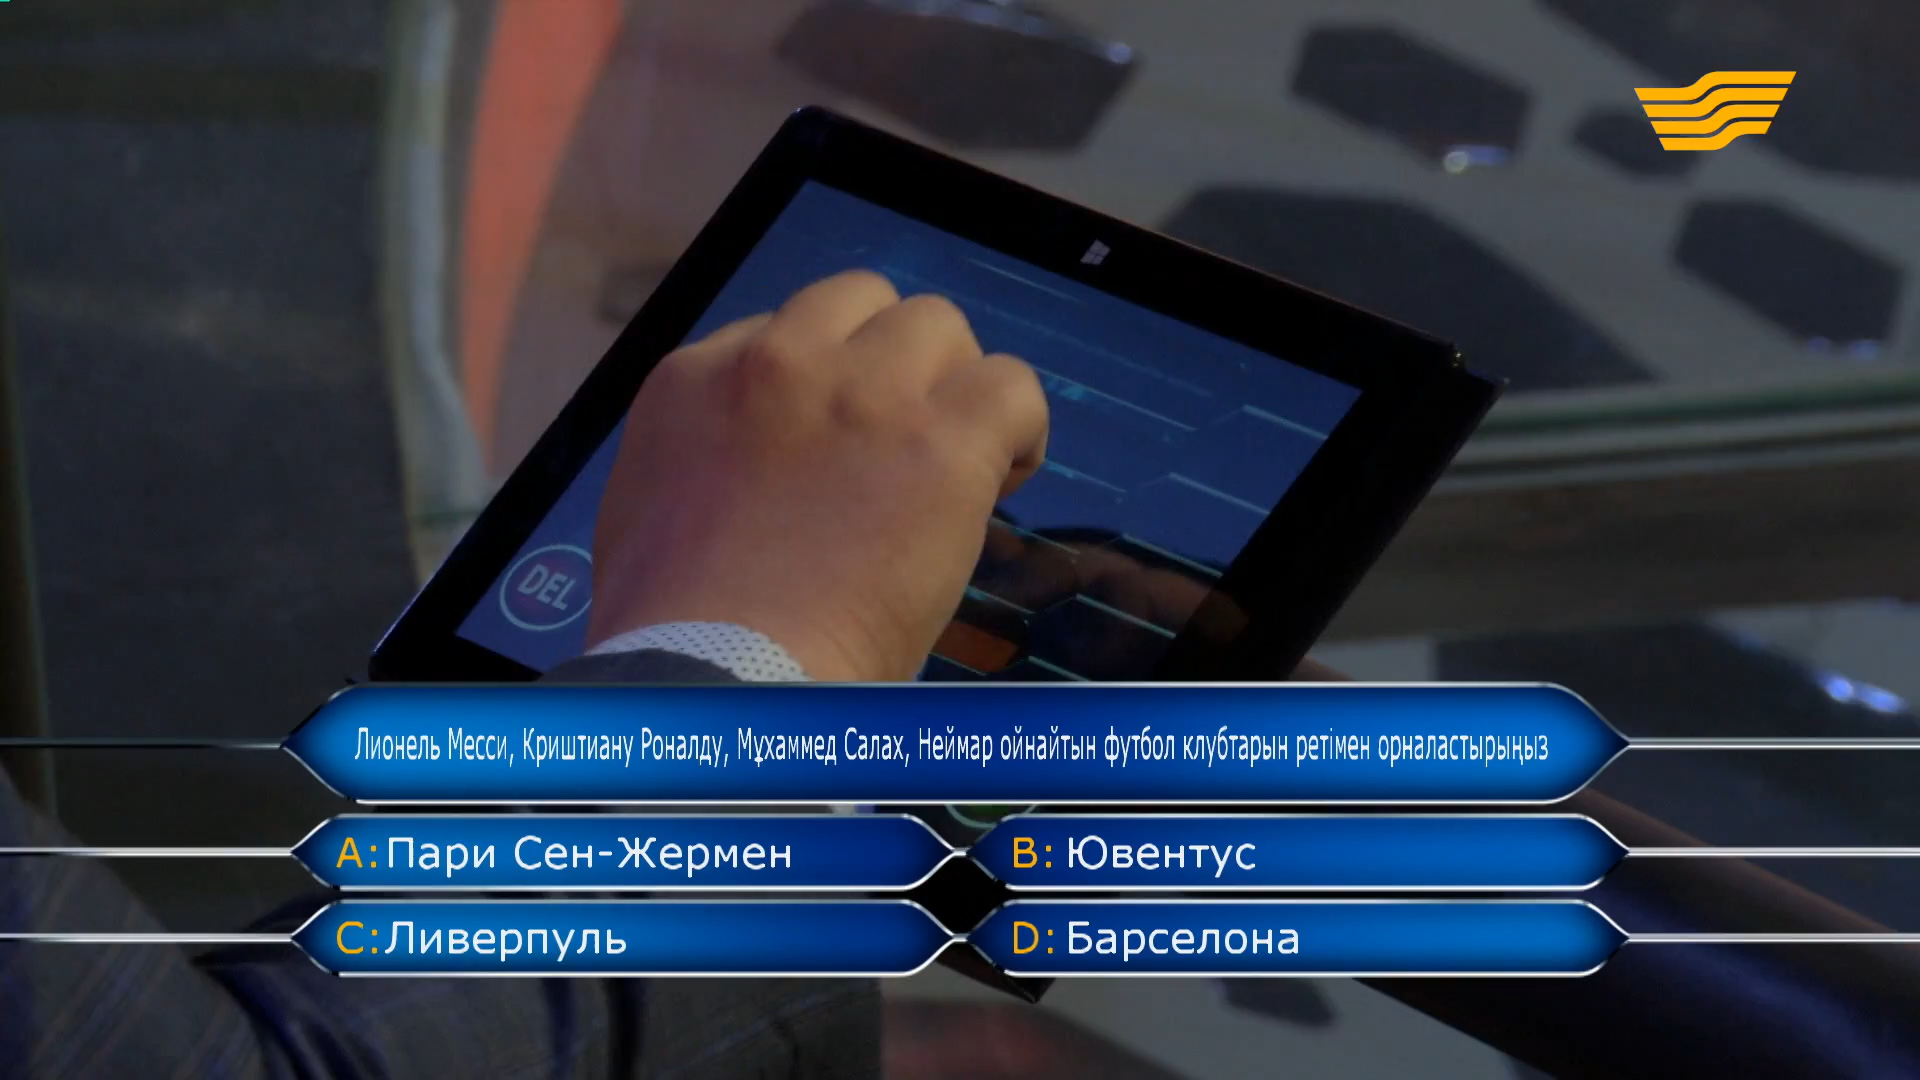 DEL
Лионель Месси, Криштиану Роналду, Мұхаммед Салах, Неймар ойнайтын футбол клубтарын ретімен орналастырыңыз
A: Пари Сен-Жермен
B: Ювентус
C: Ливерпуль
D: Барселона